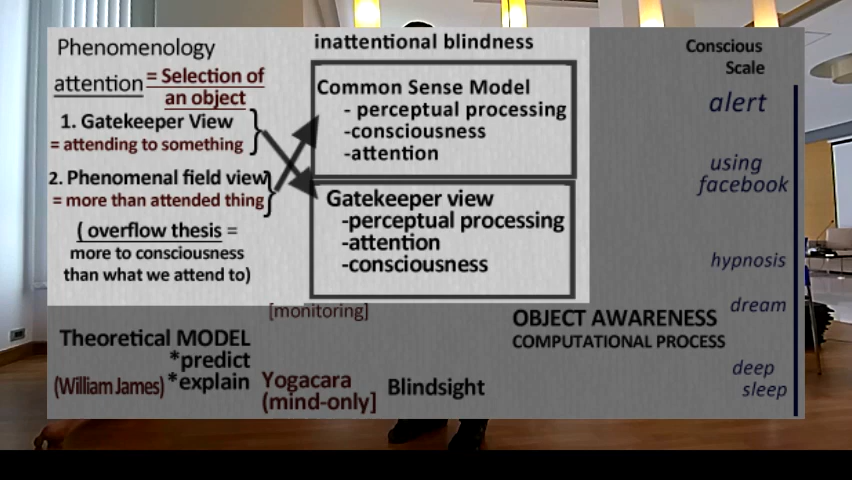 Phenomenology
attention = Selection of
an object
1. Gatekeeper View
= attending to something
2. Phenomenal field view
= more than attended thing
( overflow thesis =
more to consciousness
than what we attend to)
inattentional blindness
Common Sense Model
- perceptual processing
-consciousness
-attention
Gatekeeper view
-perceptual processing
-attention
-consciousness
Conscious
Scale
alert
using
facebook
hypnosis
dream
deep
sleep
[monitoring]
OBJECT AWARENESS
COMPUTATIONAL PROCESS
Theoretical MODEL
*predict
(William James) *explain
Yogacara
(mind-only]
Blindsight